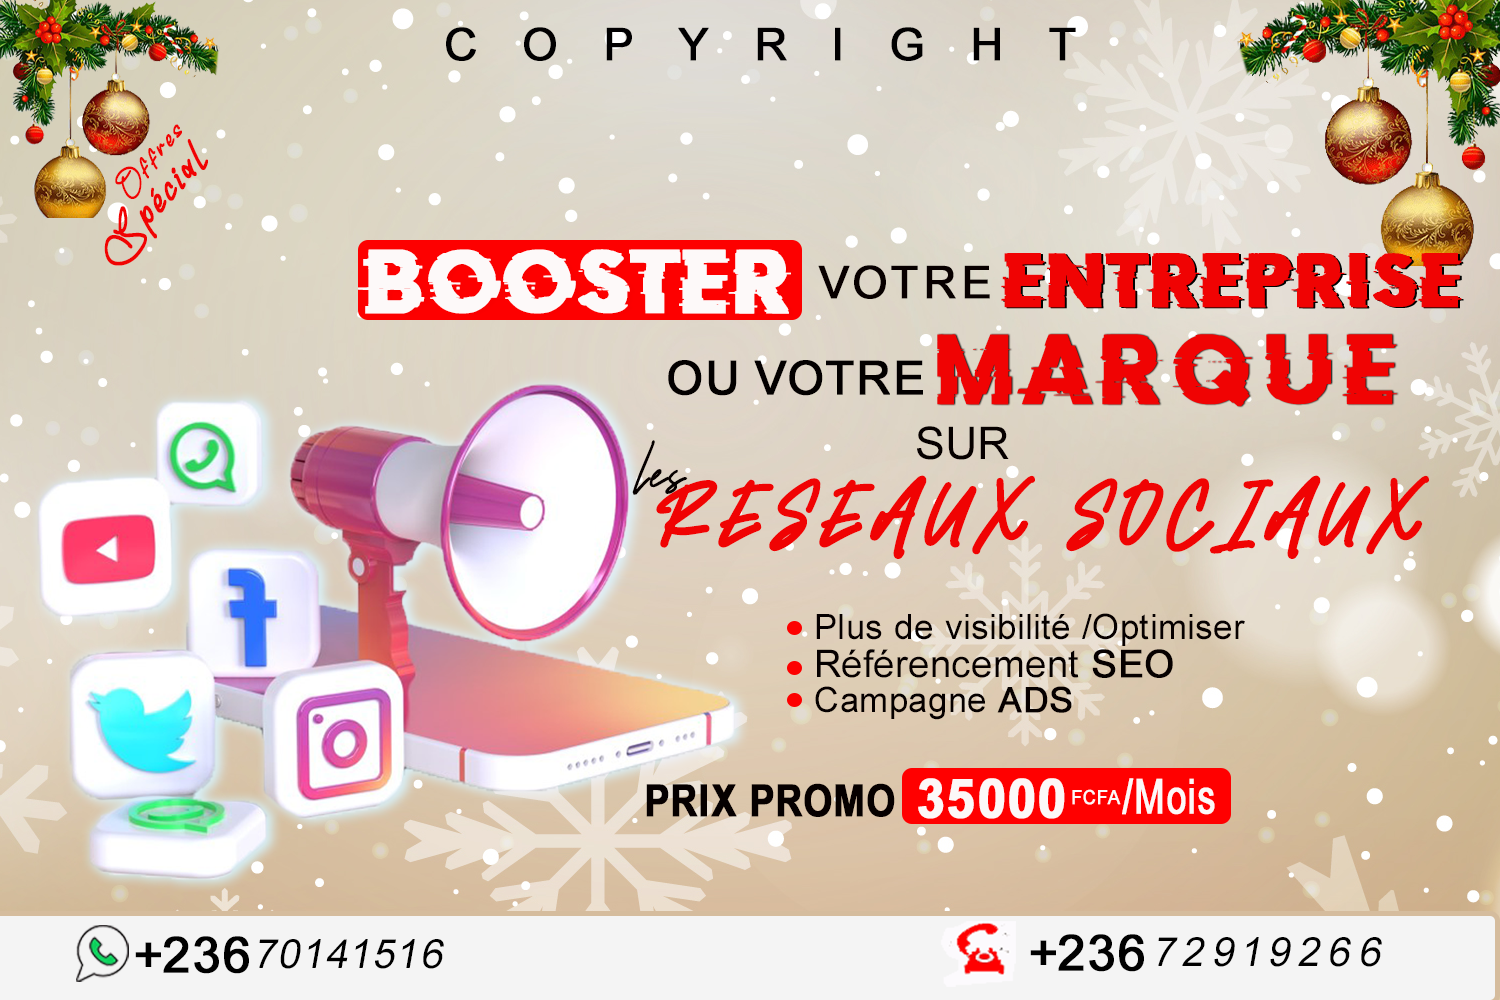 COPYRIGHT
Offres
Spécial
BOOSTER VOTRE ENTREPRISE
OU VOTRE MARQUE
SUR
les RESEAUX SOCIAUX
Plus de visibilité /Optimiser
Référencement SEO
Campagne ADS
PRIX PROMO 35000 FCFA/Mois
+236 70141516
+236 72919266